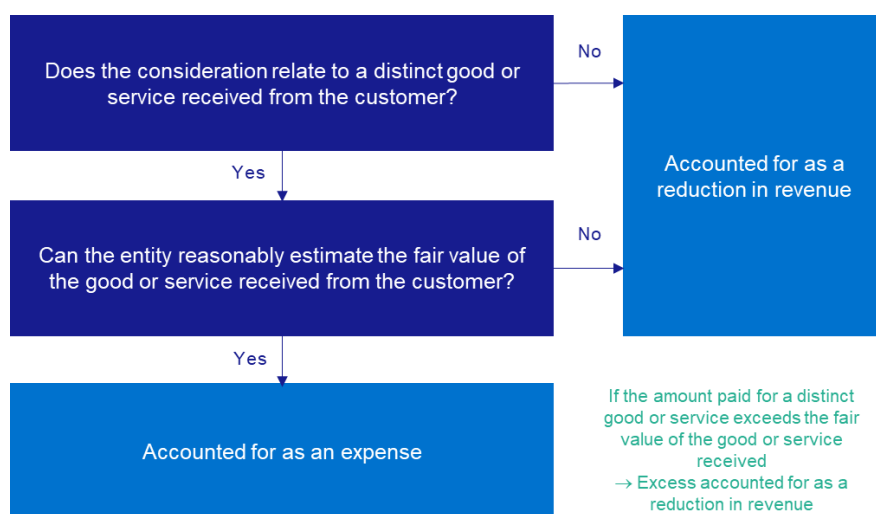 Does the consideration relate to a distinct good or
service received from the customer?
No
Accounted for as a
reduction in revenue
Yes
Can the entity reasonably estimate the fair value of
the good or service received from the customer?
No
Yes
Accounted for as an expense
If the amount paid for a distinct
good or service exceeds the fair
value of the good or service
received
→ Excess accounted for as a
reduction in revenue